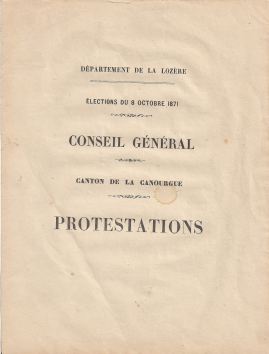 DÉPARTEMENT DE LA LOZÈRE
ÉLECTIONS DU 8 OCTOBRE 1871
CONSEIL GÉNÉRAL
CANTON DE LA CANOURGUE
PROTESTATIONS